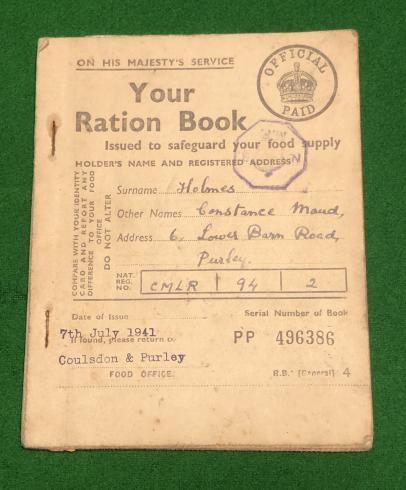 ON HIS MAJESTY'S SERVICE
OFFICIAL
PAID
Your
Ration Book
Issued to safeguard your food supply
HOLDER'S NAME AND REGISTERED ADDRESS
COMPARE WITH YOUR IDENTITY
CARD AND REPORT ANY
DIFFERENCE TO YOUR FOOD
OFFICE
DO NOT ALTER
Surname Holmes
Other Names Constance Maud,
Address 6, Lower Barn Road,
Purley.
NAT.
REG.
NO.
CMLR 94 2
Date of Issue Serial Number of Book
7th July 1941
If found, please return to
PP 496386
Coulsdon & Purley
FOOD OFFICE.
R.B. [General] 4